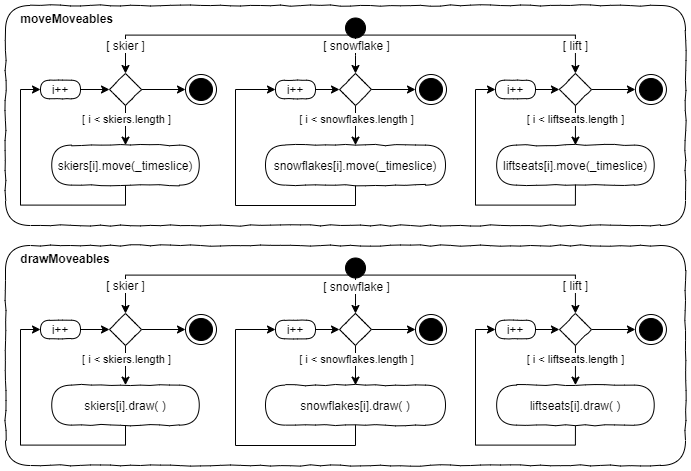 moveMoveables
[ skier ] [ snowflake ] [ lift ]
i++ i++ i++
[ i < skiers.length ] [ i < snowflakes.length ] [ i < liftseats.length ]
skiers[i].move(_timeslice) snowflakes[i].move(_timeslice) liftseats[i].move(_timeslice)
drawMoveables
[ skier ] [ snowflake ] [ lift ]
i++ i++ i++
[ i < skiers.length ] [ i < snowflakes.length ] [ i < liftseats.length ]
skiers[i].draw( ) snowflakes[i].draw( ) liftseats[i].draw( )